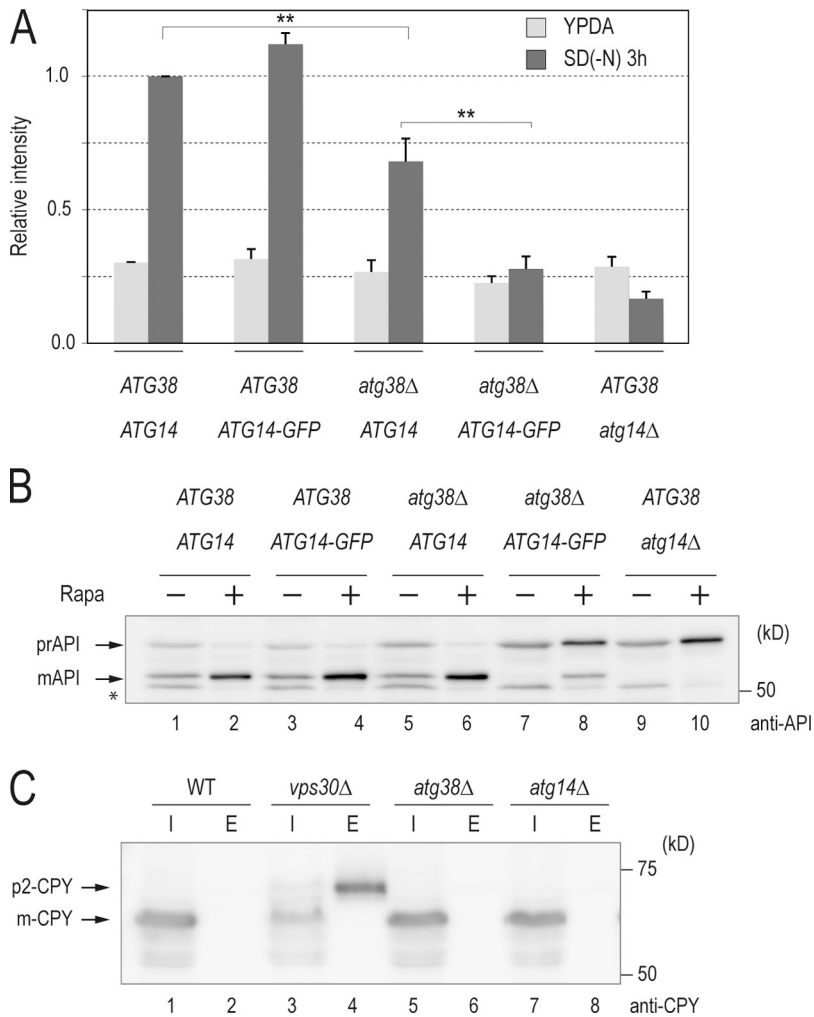 A
**
YPDA
SD(-N) 3h
1.0
**
Relative intensity
0.5
0.0
ATG38 ATG38 atg38Δ atg38Δ ATG38
ATG14 ATG14-GFP ATG14 ATG14-GFP atg14Δ
B
ATG38 ATG38 atg38Δ atg38Δ ATG38
ATG14 ATG14-GFP ATG14 ATG14-GFP atg14Δ
Rapa − + − + − + − + − +
(kD)
prAPI
mAPI
*
50
1 2 3 4 5 6 7 8 9 10 anti-API
C
WT vps30Δ atg38Δ atg14Δ
I E I E I E I E
(kD)
75
p2-CPY
m-CPY
50
1 2 3 4 5 6 7 8 anti-CPY